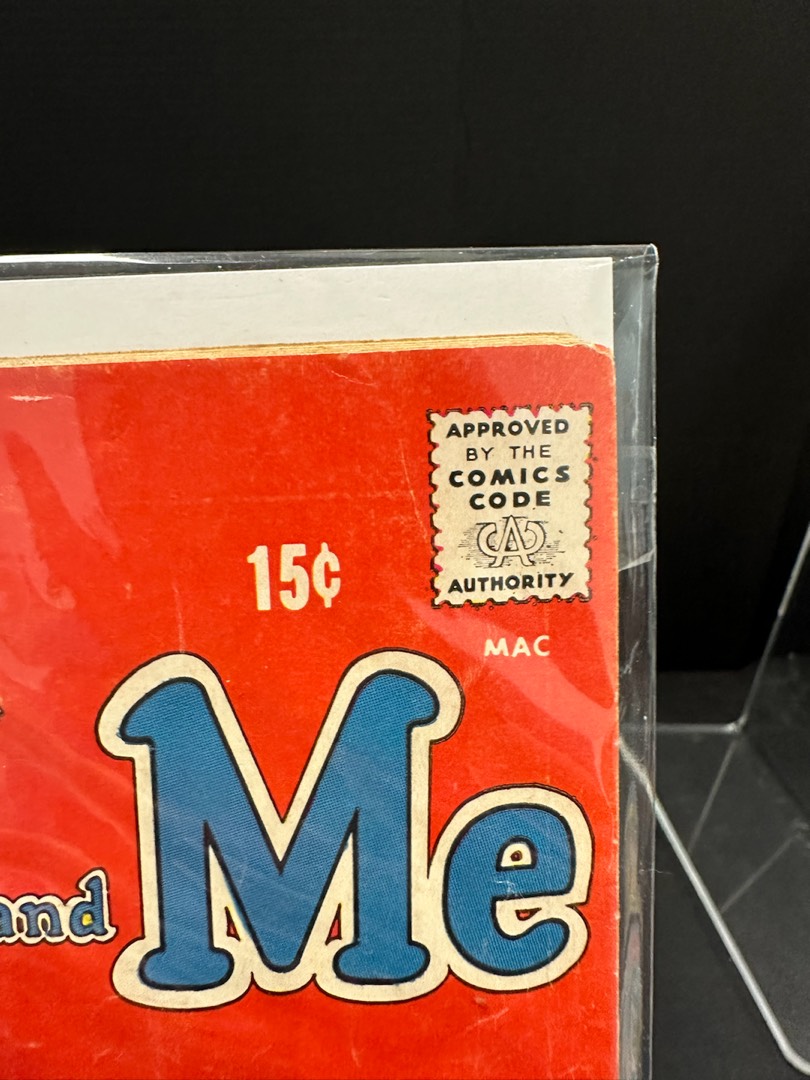 APPROVED
BY THE
COMICS
CODE
CA
AUTHORITY
15¢
MAC
and Me